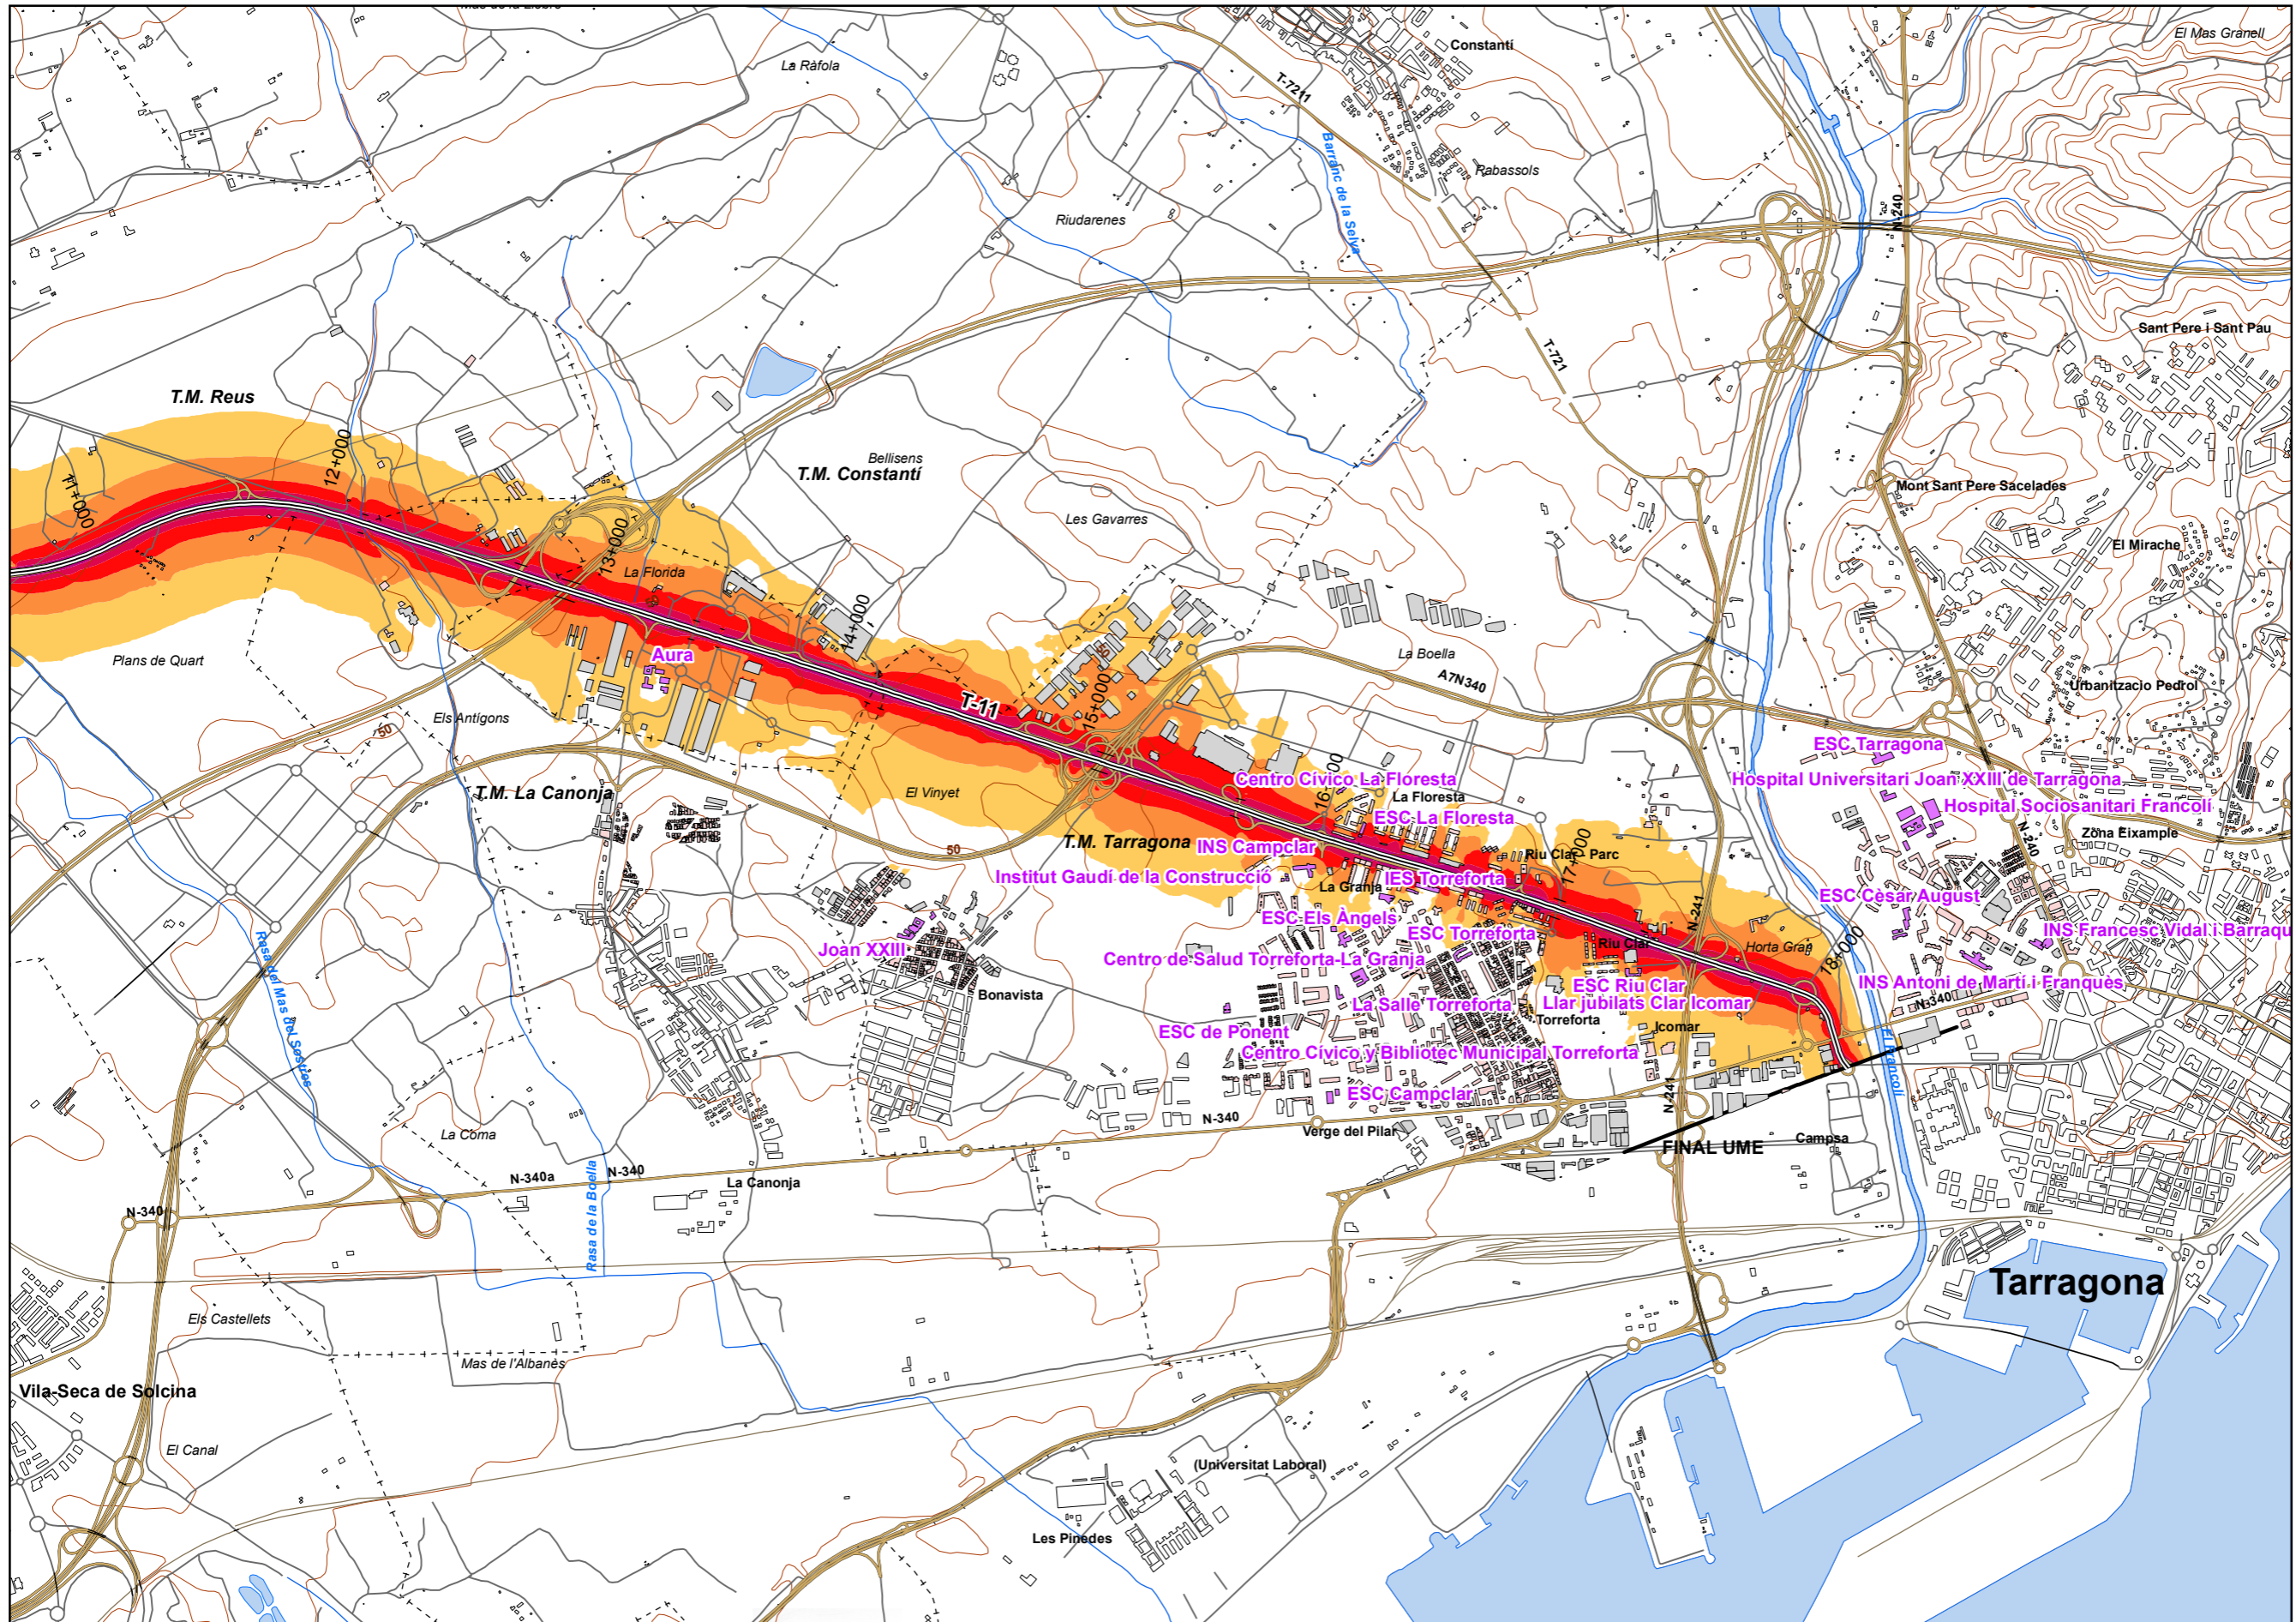 Constantí
El Mas Granell
La Ràfola
T-7211
Barranc de la Selva
Rabassols
Riudarenes
N-240
Sant Pere i Sant Pau
T-721
T.M. Reus
12+000
11+000
Bellisens
T.M. Constantí
Mont Sant Pere Sacelades
Les Gavarres
El Mirache
13+000
La Florida
14+000
Plans de Quart
Aura
La Boella
A7N340
Urbanitzacio Pedrol
T-11
15+000
Els Antigons
50
50
ESC Tarragona
Hospital Universitari Joan XXIII de Tarragona
Centro Cívico La Floresta
T.M. La Canonja
El Vinyet
La Floresta
Hospital Sociosanitari Francolí
ESC La Floresta
N-240
Zona Eixample
T.M. Tarragona
50
INS Campclar
Riu Clar - Parc
17+000
Institut Gaudí de la Construcció
La Granja
IES Torreforta
ESC Cèsar August
ESC Els Àngels
N-241
ESC Torreforta
INS Francesc Vidal i Barraqu
Joan XXIII
Riu Clar
Horta Gran
18+000
Centro de Salud Torreforta-La Granja
ESC Riu Clar
INS Antoni de Martí i Franquès
Bonavista
La Salle Torreforta
Llar jubilats Clar Icomar
N-340
Torreforta
Icomar
ESC de Ponent
Rasa del Mas del Sostres
Centro Cívico y Bibliotec Municipal Torreforta
El Francolí
ESC Campclar
N-241
N-340
Verge del Pilar
La Coma
Campsa
FINAL UME
N-340a
N-340
La Canonja
N-340
Rasa de la Boella
Tarragona
Els Castellets
Mas de l'Albanès
Vila-Seca de Solcina
El Canal
(Universitat Laboral)
Les Pinedes